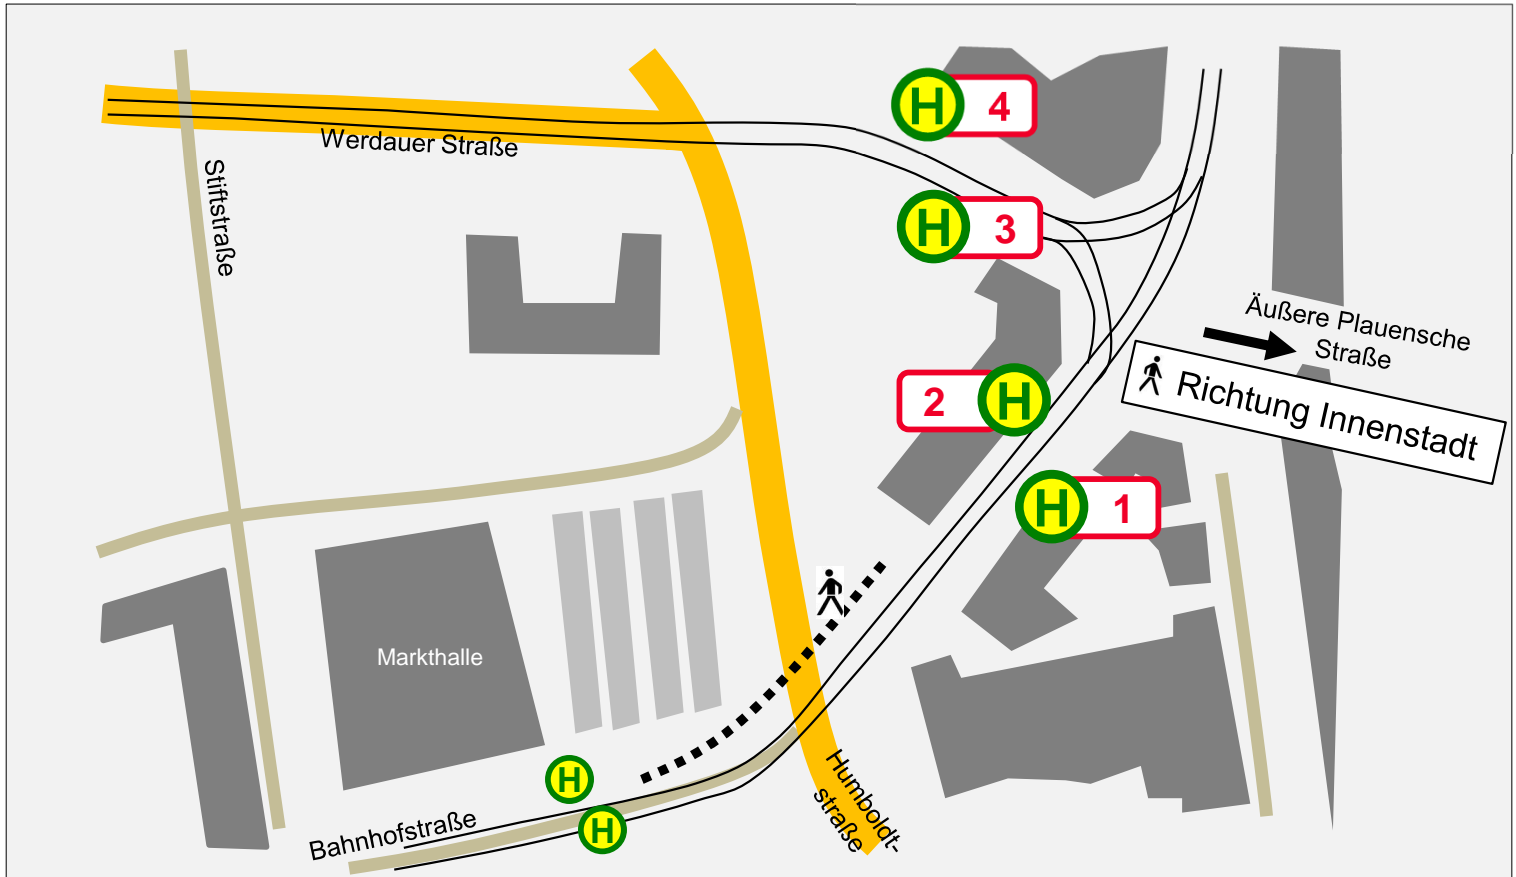 H 4
Werdauer Straße
Stiftstraße
H 3
Äußere Plauensche
Straße
2 H
Richtung Innenstadt
H 1
Markthalle
H
H
Bahnhofstraße
Humboldt-
straße